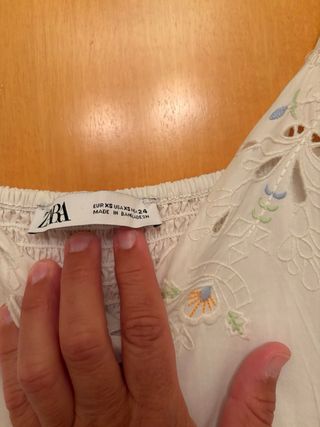 ZARA
EUR XS USA XS MEX 24
MADE IN BANGLADESH